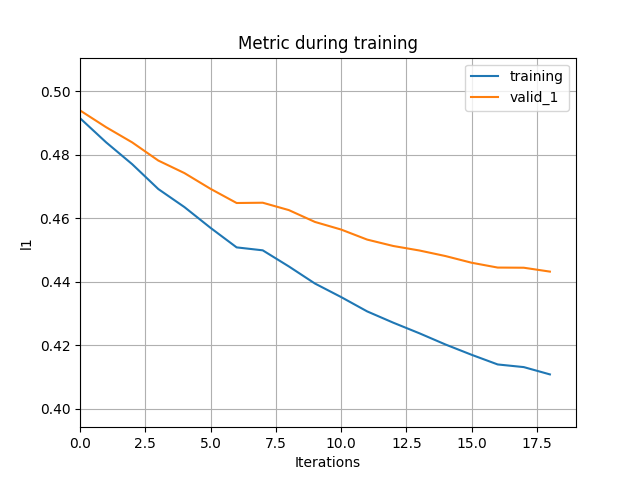 Metric during training
training
valid_1
0.50
0.48
0.46
0.44
0.42
0.40
l1
0.0 2.5 5.0 7.5 10.0 12.5 15.0 17.5
Iterations